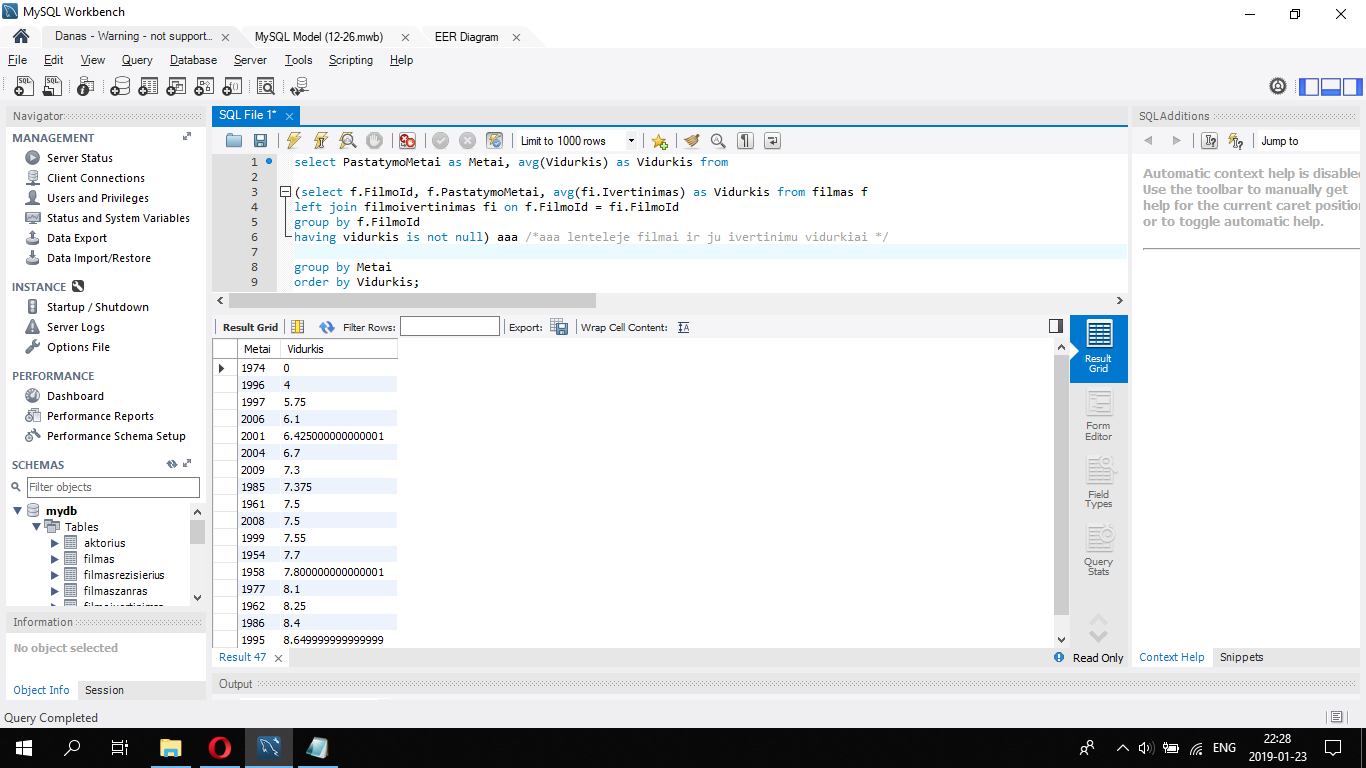 MySQL Workbench
Danas - Warning - not support...
MySQL Model (12-26.mwb)
EER Diagram
File Edit View Query Database Server Tools Scripting Help
Navigator
MANAGEMENT
Server Status
Client Connections
Users and Privileges
Status and System Variables
Data Export
Data Import/Restore
INSTANCE
Startup / Shutdown
Server Logs
Options File
PERFORMANCE
Dashboard
Performance Reports
Performance Schema Setup
SCHEMAS
Filter objects
mydb
Tables
aktorius
filmas
filmasrezisierius
filmaszanras
Information
No object selected
Object Info Session
SQL File 1*
Limit to 1000 rows
1 select PastatymoMetai as Metai, avg(Vidurkis) as Vidurkis from
2
3 (select f.FilmoId, f.PastatymoMetai, avg(fi.Ivertinimas) as Vidurkis from filmas f
4 left join filmoivertinimas fi on f.FilmoId = fi.FilmoId
5 group by f.FilmoId
6 having vidurkis is not null) aaa /*aaa lenteleje filmai ir ju ivertinimu vidurkiai */
7
8 group by Metai
9 order by Vidurkis;
Result Grid Filter Rows: Export: Wrap Cell Content:
Metai Vidurkis
1974 0
1996 4
1997 5.75
2006 6.1
2001 6.425000000000001
2004 6.7
2009 7.3
1985 7.375
1961 7.5
2008 7.5
1999 7.55
1954 7.7
1958 7.800000000000001
1977 8.1
1962 8.25
1986 8.4
1995 8.649999999999999
Result 47
Read Only
Result
Grid
Form
Editor
Field
Types
Query
Stats
Output
SQLAdditions
Jump to
Automatic context help is disable
Use the toolbar to manually get
help for the current caret position
or to toggle automatic help.
Context Help Snippets
Query Completed
ENG
22:28
2019-01-23